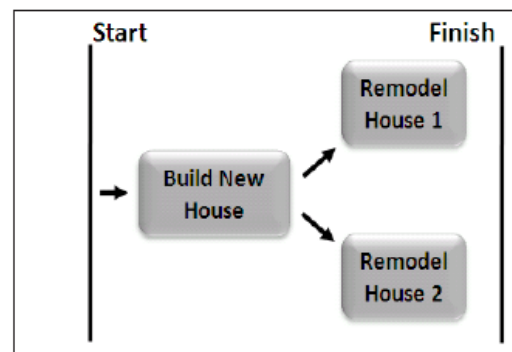 Start
Finish
Remodel
House 1
Build New
House
Remodel
House 2